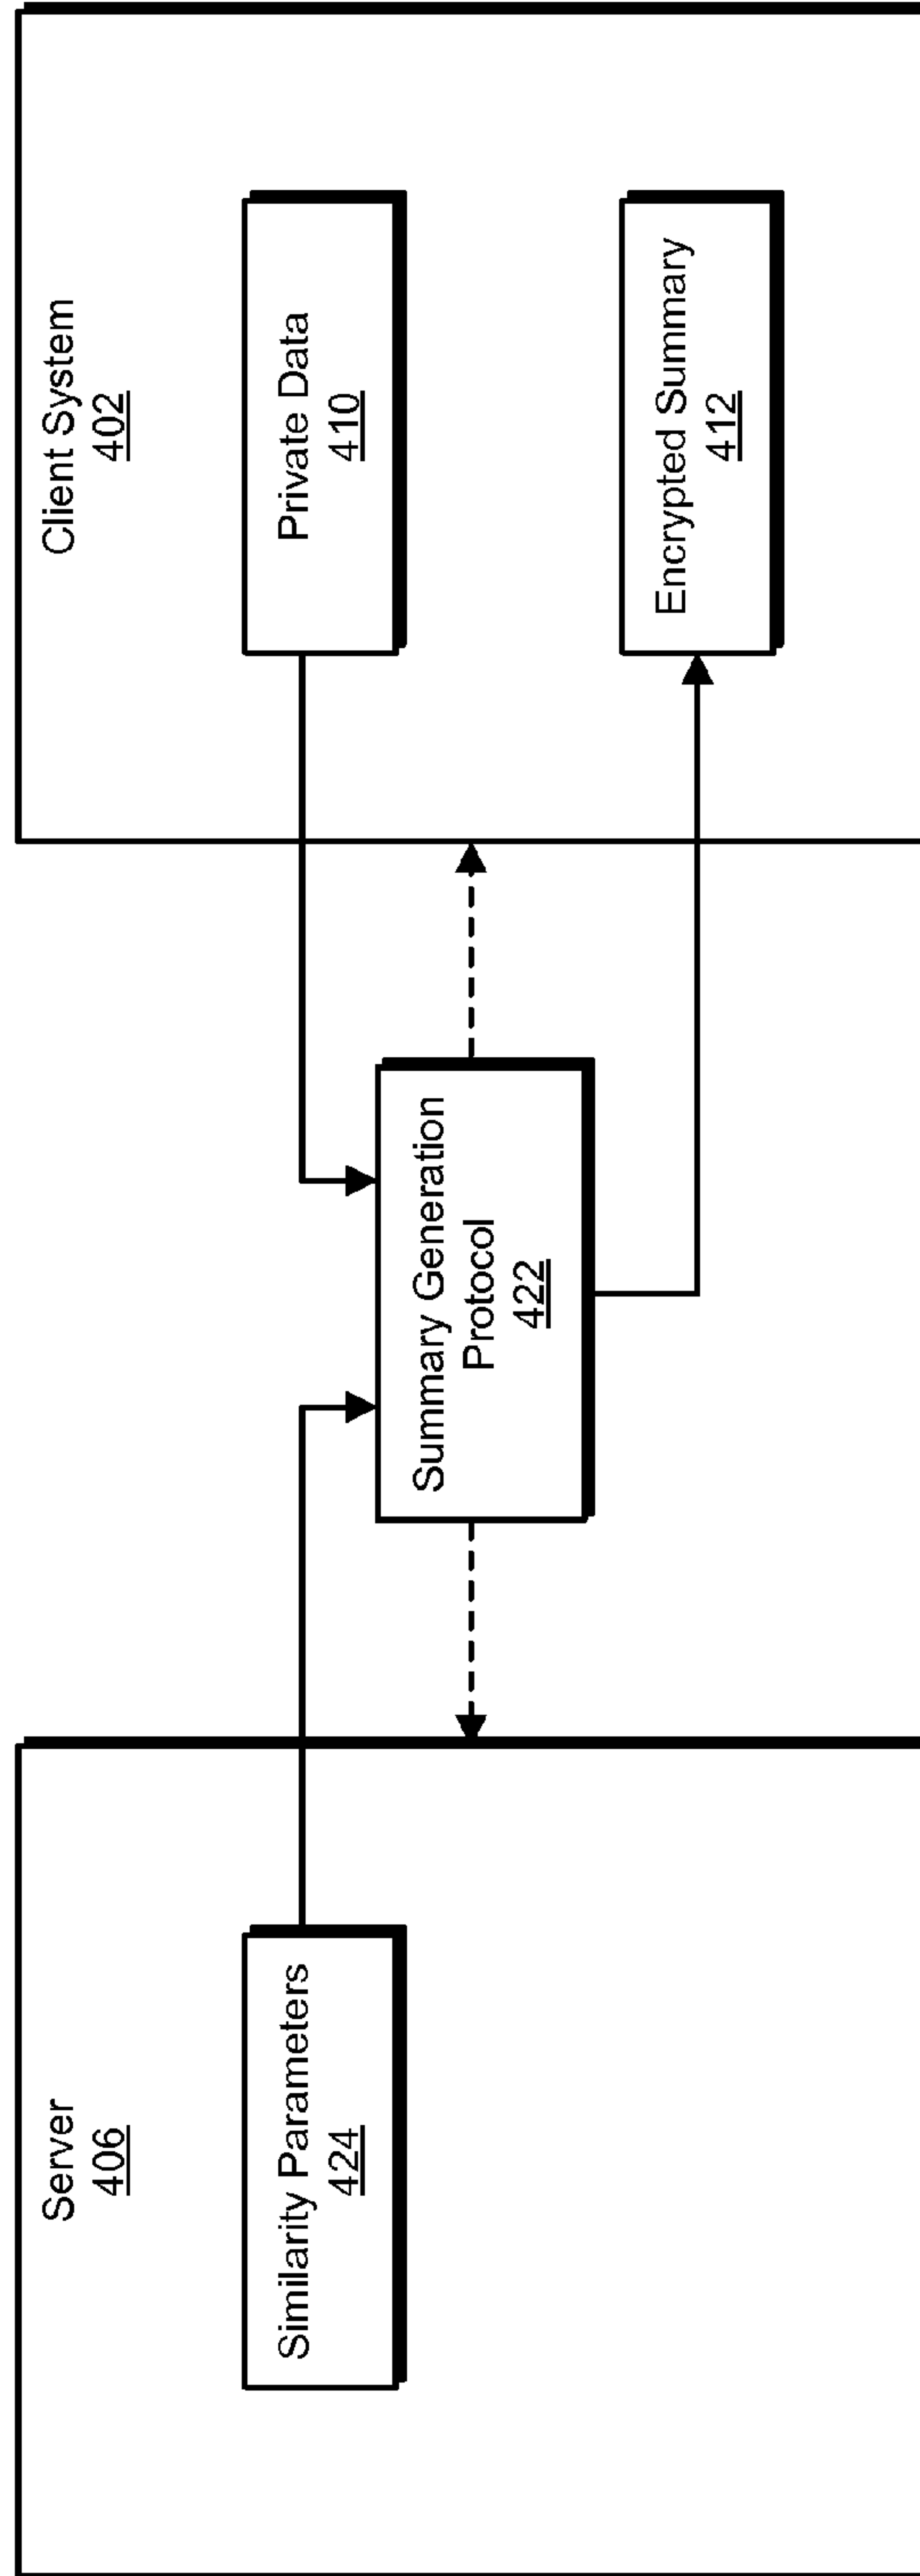 Server
406
Similarity Parameters
424
Summary Generation
Protocol
422
Client System
402
Private Data
410
Encrypted Summary
412